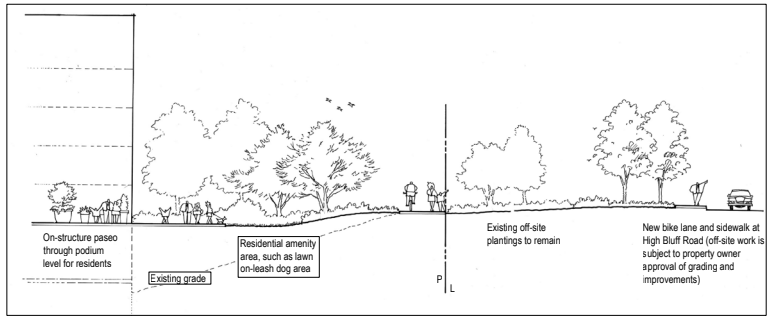 On-structure paseo
through podium
level for residents
Existing grade
Residential amenity
area, such as lawn
on-leash dog area
P
L
Existing off-site
plantings to remain
New bike lane and sidewalk at
High Bluff Road (off-site work is
subject to property owner
approval of grading and
improvements)